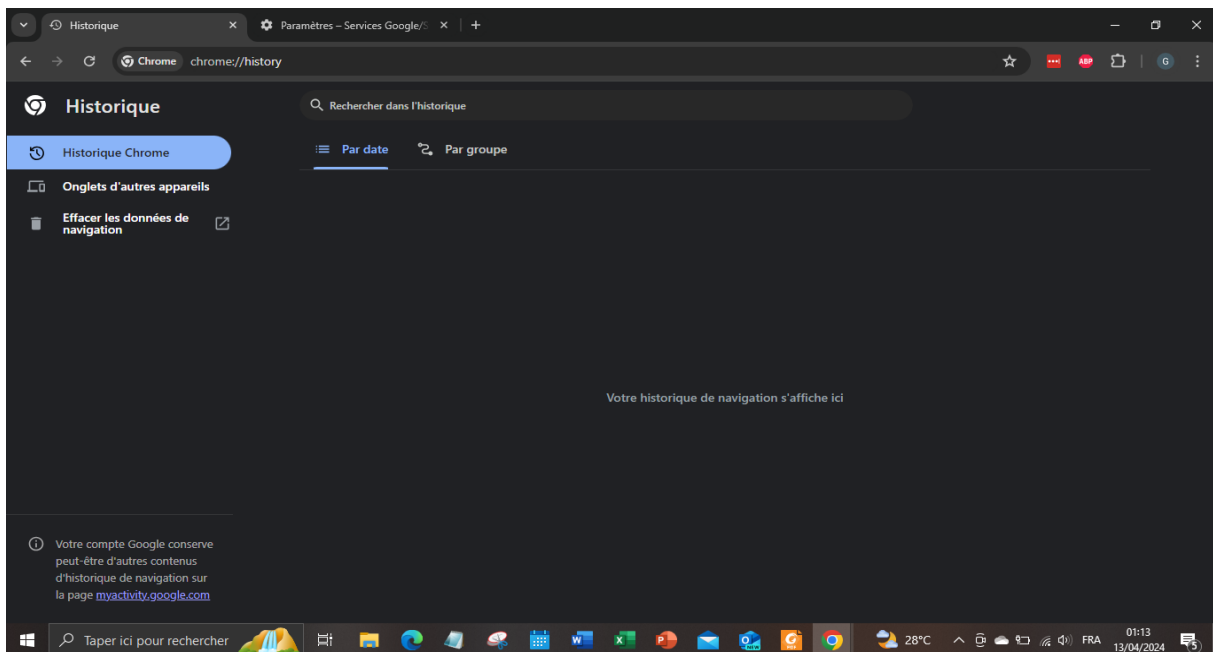 Historique
Paramètres – Services Google/S
Chrome
chrome://history
ABP
G
Historique
Rechercher dans l'historique
Historique Chrome
Par date
Par groupe
Onglets d'autres appareils
Effacer les données de
navigation
Votre historique de navigation s'affiche ici
Votre compte Google conserve
peut-être d'autres contenus
d'historique de navigation sur
la page myactivity.google.com
Taper ici pour rechercher
28°C
FRA
01:13
13/04/2024
5